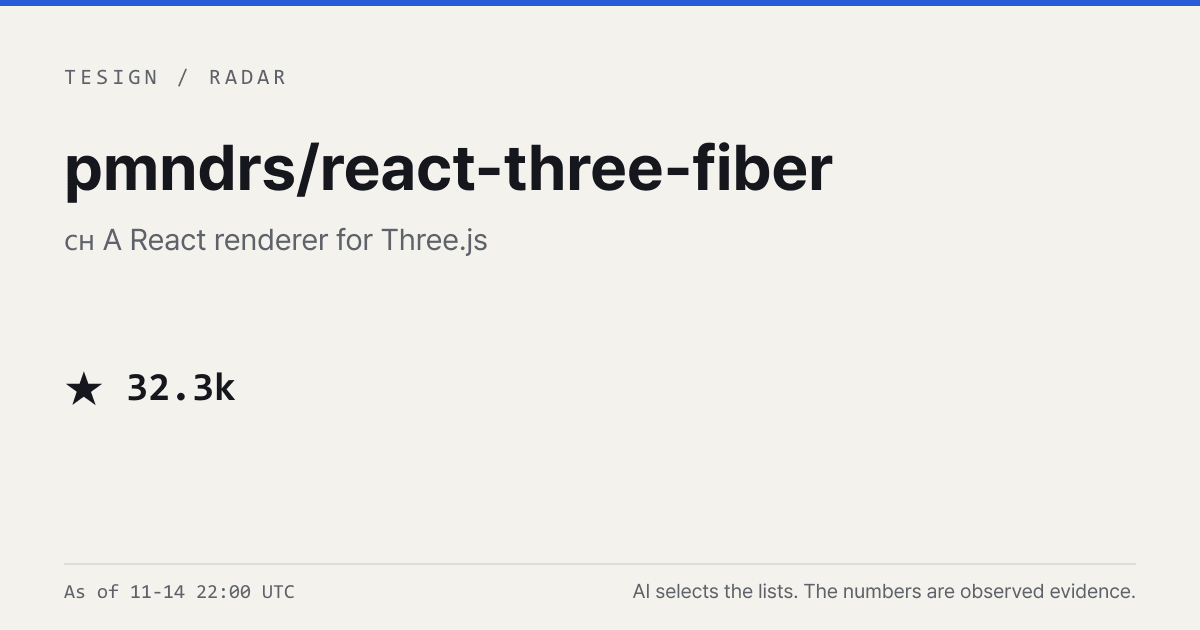 TESIGN / RADAR
pmndrs/react-three-fiber
CH A React renderer for Three.js
★ 32.3k
As of 11-14 22:00 UTC
AI selects the lists. The numbers are observed evidence.